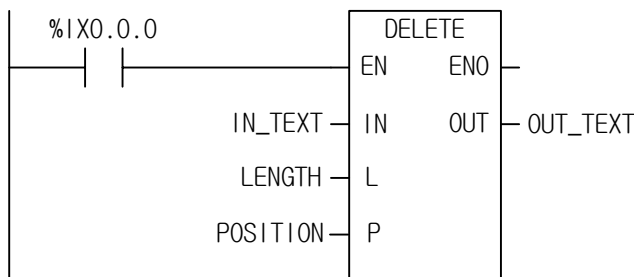 %IX0.0.0
DELETE
EN ENO
IN_TEXT IN OUT OUT_TEXT
LENGTH L
POSITION P